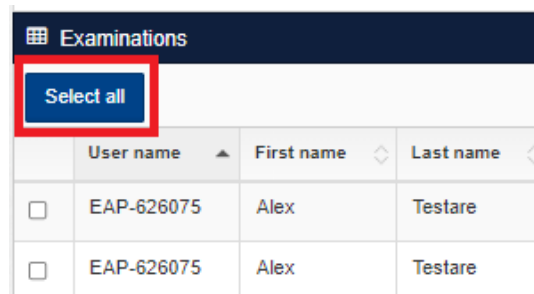 Examinations
Select all
User name First name Last name
EAP-626075 Alex Testare
EAP-626075 Alex Testare